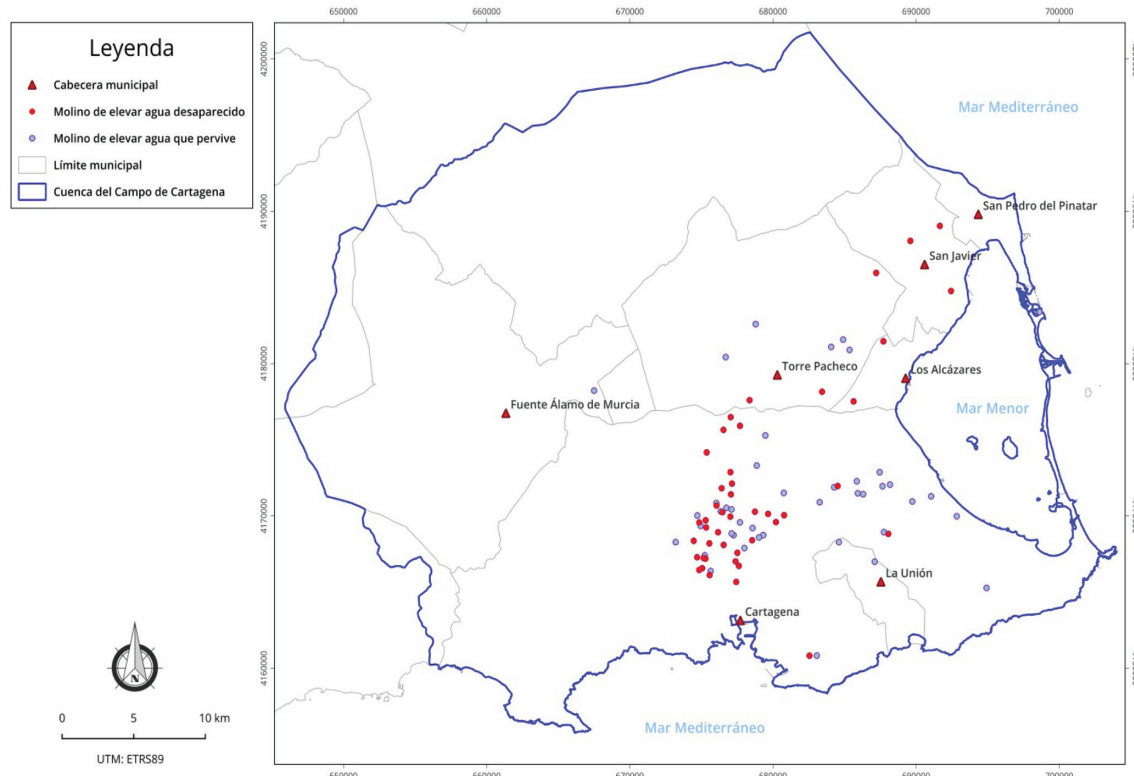 650000 660000 670000 680000 690000 700000
Leyenda
Cabecera municipal
Molino de elevar agua desaparecido
Molino de elevar agua que pervive
Límite municipal
Cuenca del Campo de Cartagena
4200000
Mar Mediterráneo
4190000
San Pedro del Pinatar
San Javier
4180000
Torre Pacheco
Los Alcázares
Fuente Álamo de Murcia
Mar Menor
4170000
La Unión
Cartagena
4160000
N
Mar Mediterráneo
0 5 10 km
UTM: ETRS89
650000 660000 670000 680000 690000 700000